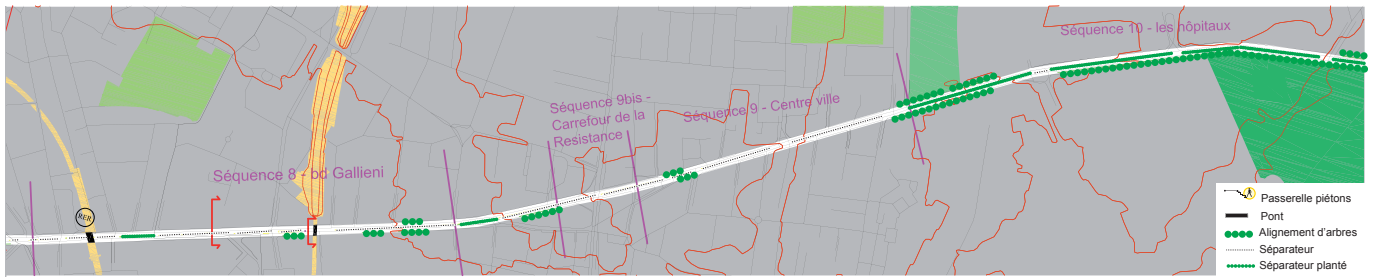 Séquence 10 - les hôpitaux
Séquence 9bis -
Carrefour de la
Resistance
Séquence 9 - Centre ville
Séquence 8 - bd Gallieni
RER
Passerelle piétons
Pont
Alignement d'arbres
Séparateur
Séparateur planté